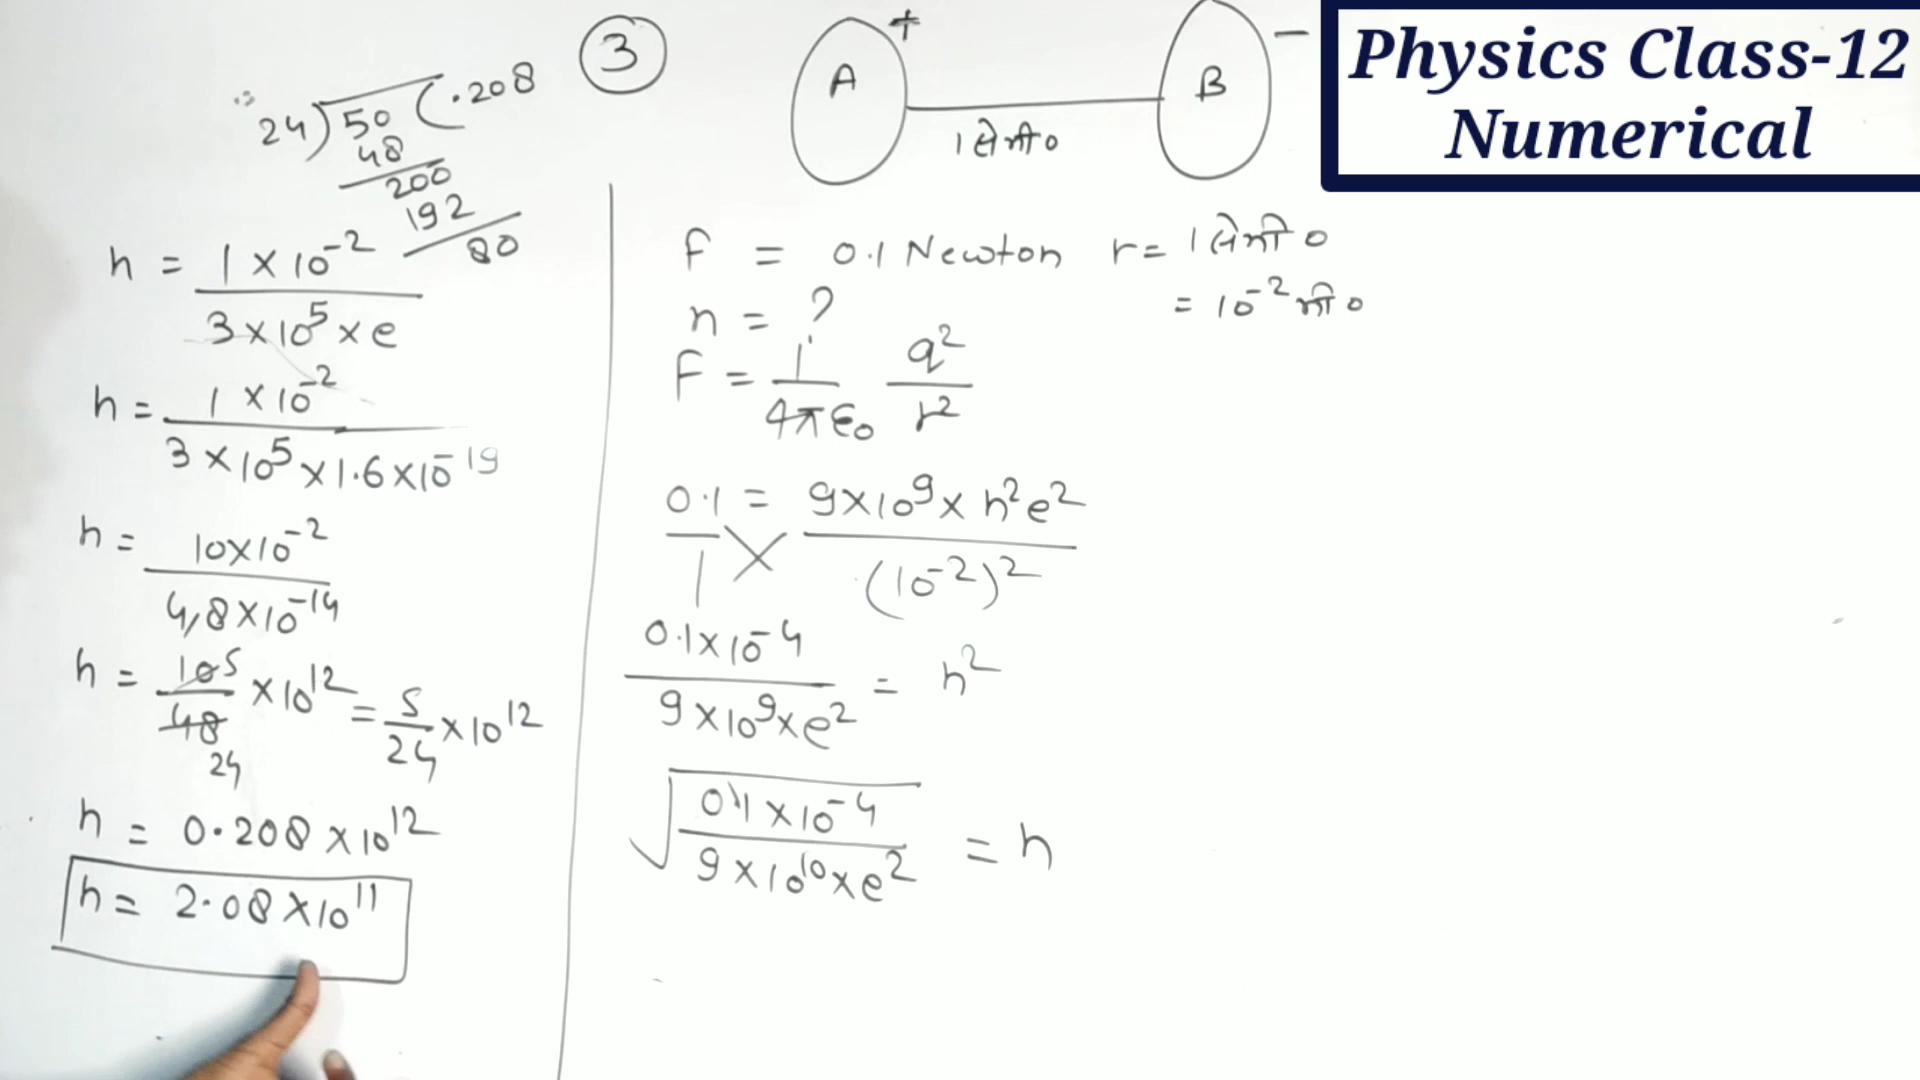 Physics Class-12
Numerical
3
A + B −
1 सेमी०
24) 50 ( .208
48
200
192
80
F = 0.1 Newton r = 1 सेमी०
= 10⁻² मी०
n = ?
F = 1/4πε₀ q²/r²
0.1/1 = 9×10⁹× n²e²/(10⁻²)²
0.1×10⁻⁴/9×10⁹×e² = n²
√(0.1×10⁻⁴/9×10¹⁰×e²) = n
n = 1×10⁻²/3×10⁵×e
n = 1×10⁻²/3×10⁵×1.6×10⁻¹⁹
n = 10×10⁻²/4.8×10⁻¹⁴
n = 10 5/48 24 ×10¹² = 5/24 ×10¹²
n = 0.208×10¹²
n = 2.08×10¹¹